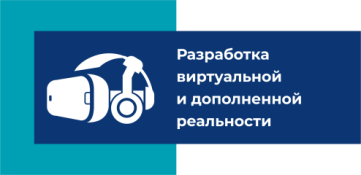 Разработка
виртуальной
и дополненной
реальности